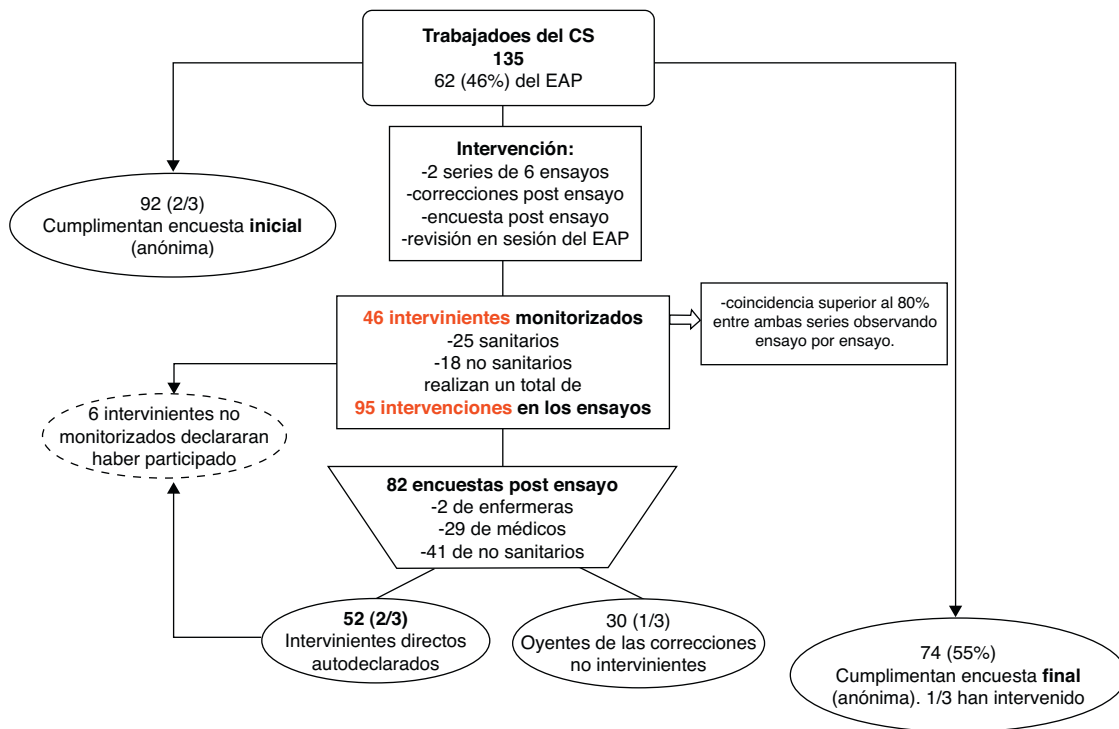 Trabajadoes del CS
135
62 (46%) del EAP
Intervención:
-2 series de 6 ensayos
-correcciones post ensayo
-encuesta post ensayo
-revisión en sesión del EAP
92 (2/3)
Cumplimentan encuesta inicial
(anónima)
46 intervinientes monitorizados
-25 sanitarios
-18 no sanitarios
realizan un total de
95 intervenciones en los ensayos
-coincidencia superior al 80%
entre ambas series observando
ensayo por ensayo.
6 intervinientes no
monitorizados declararan
haber participado
82 encuestas post ensayo
-2 de enfermeras
-29 de médicos
-41 de no sanitarios
52 (2/3)
Intervinientes directos
autodeclarados
30 (1/3)
Oyentes de las correcciones
no intervinientes
74 (55%)
Cumplimentan encuesta final
(anónima). 1/3 han intervenido